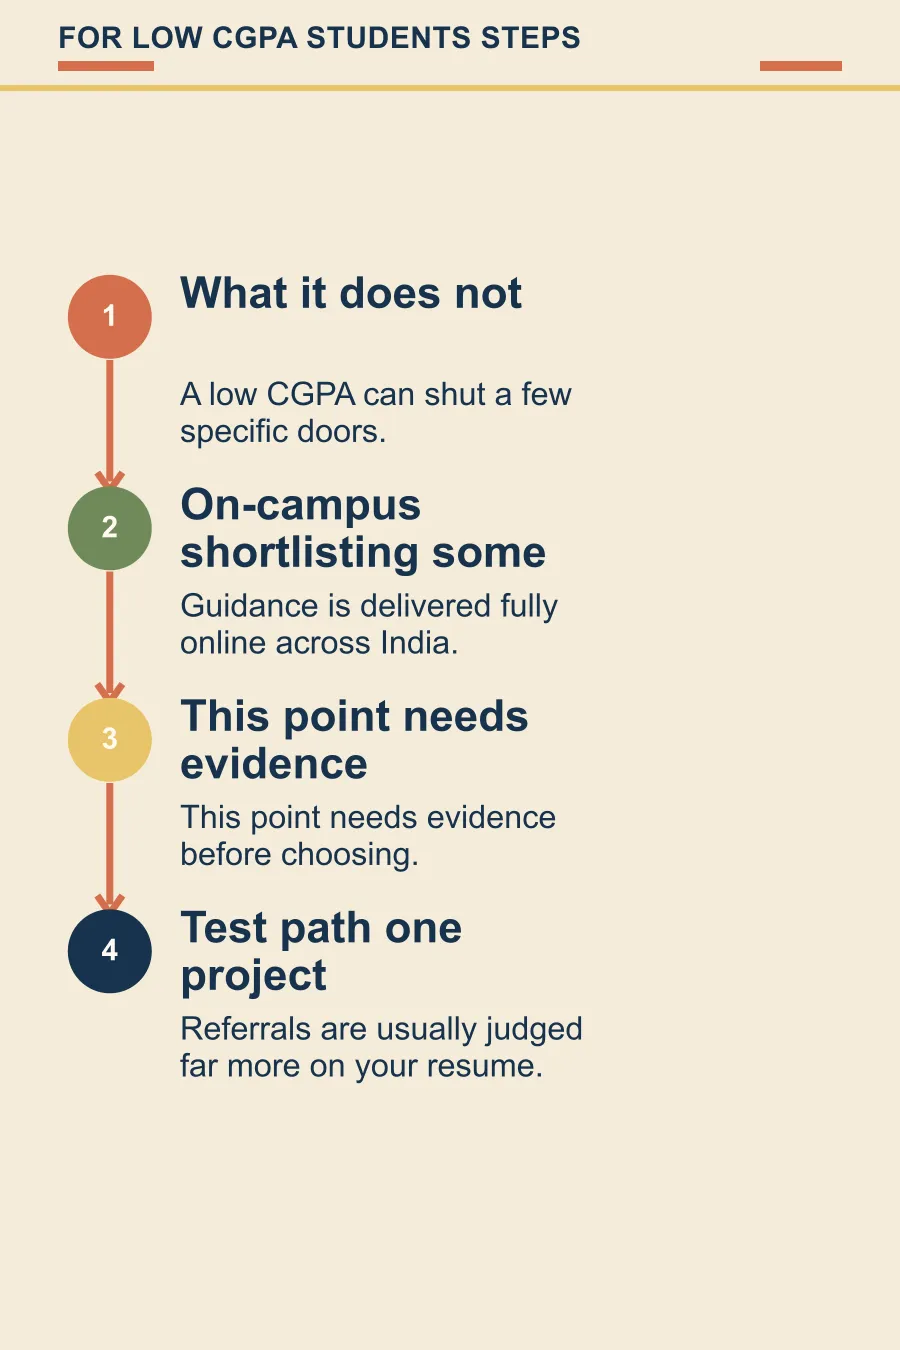 FOR LOW CGPA STUDENTS STEPS
1
What it does not
A low CGPA can shut a few
specific doors.
2
On-campus
shortlisting some
Guidance is delivered fully
online across India.
3
This point needs
evidence
This point needs evidence
before choosing.
4
Test path one
project
Referrals are usually judged
far more on your resume.